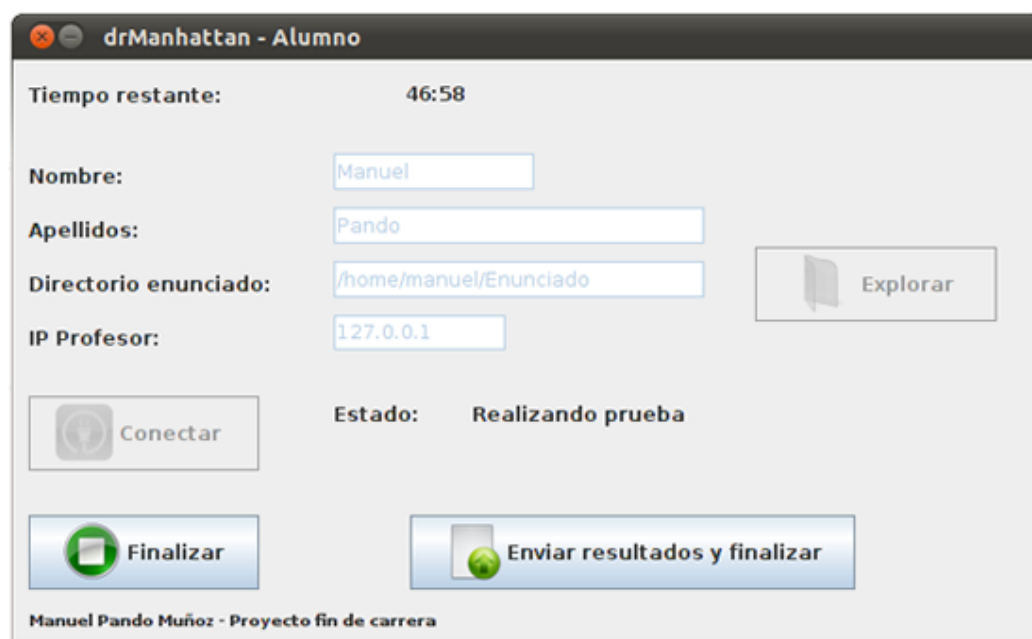 drManhattan - Alumno
Tiempo restante: 46:58
Nombre: Manuel
Apellidos: Pando
Directorio enunciado: /home/manuel/Enunciado Explorar
IP Profesor: 127.0.0.1
Conectar Estado: Realizando prueba
Finalizar Enviar resultados y finalizar
Manuel Pando Muñoz - Proyecto fin de carrera